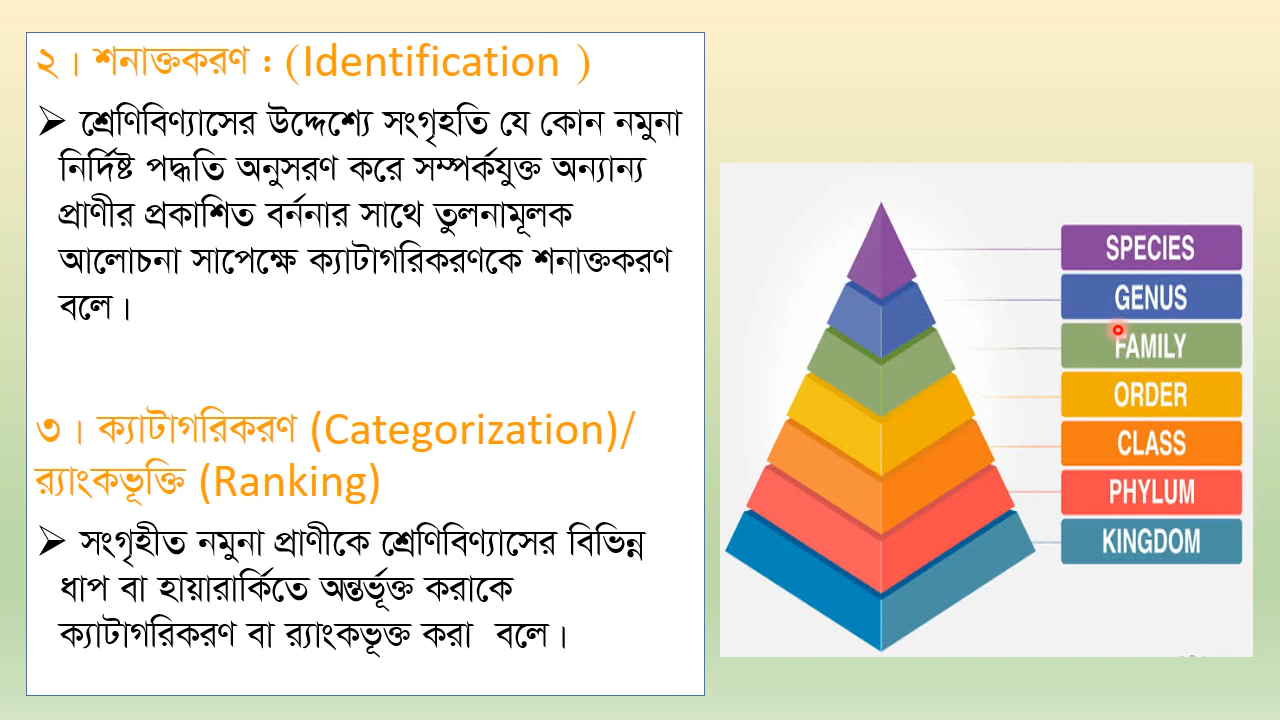 ২। শনাক্তকরণ : (Identification )
➢ শ্রেণিবিণ্যাসের উদ্দেশ্যে সংগৃহতি যে কোন নমুনা
নির্দিষ্ট পদ্ধতি অনুসরণ করে সম্পর্কযুক্ত অন্যান্য
প্রাণীর প্রকাশিত বর্ননার সাথে তুলনামূলক
আলোচনা সাপেক্ষে ক্যাটাগরিকরণকে শনাক্তকরণ
বলে।
৩। ক্যাটাগরিকরণ (Categorization)/
র‍্যাংকভূক্তি (Ranking)
➢ সংগৃহীত নমুনা প্রাণীকে শ্রেণিবিণ্যাসের বিভিন্ন
ধাপ বা হায়ারার্কিতে অন্তর্ভূক্ত করাকে
ক্যাটাগরিকরণ বা র‍্যাংকভূক্ত করা বলে।
SPECIES
GENUS
FAMILY
ORDER
CLASS
PHYLUM
KINGDOM